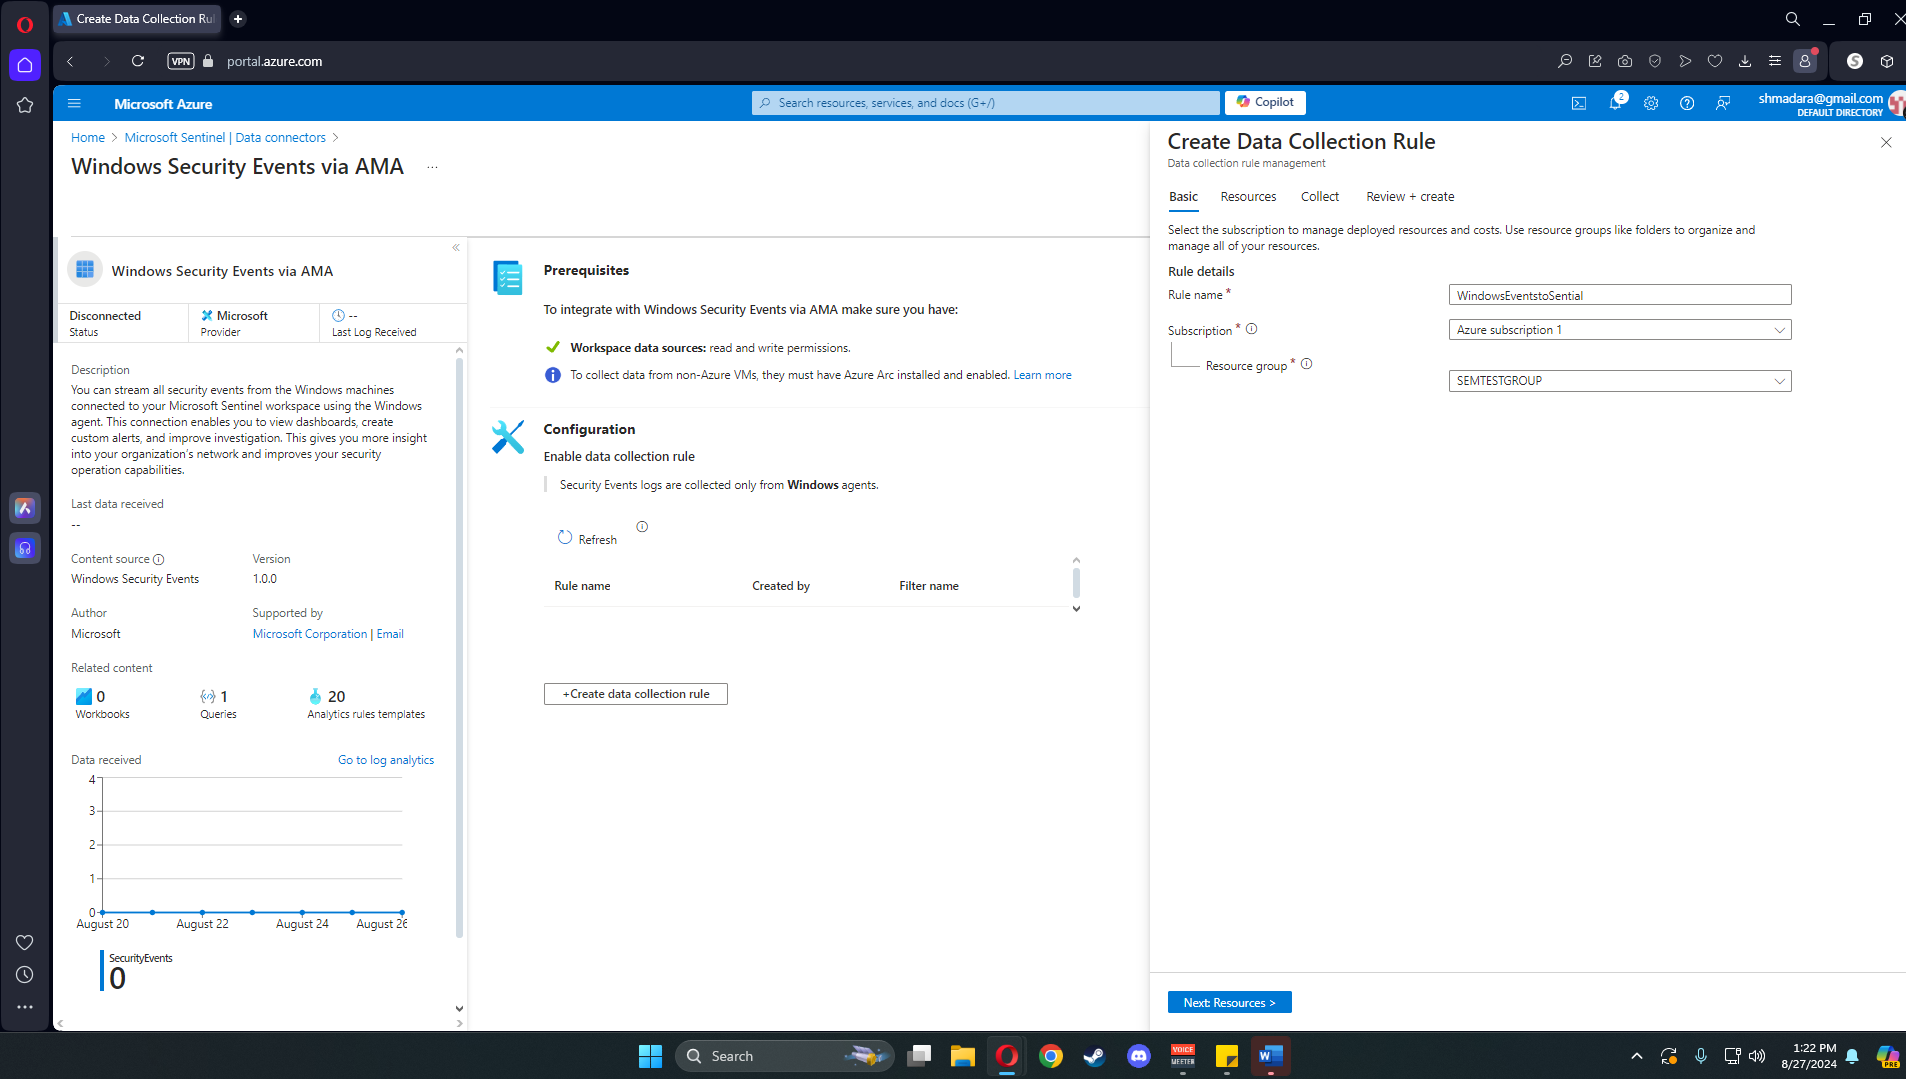 Create Data Collection Ru
VPN
portal.azure.com
Microsoft Azure
Search resources, services, and docs (G+/)
Copilot
2
shmadara@gmail.com
DEFAULT DIRECTORY
Home > Microsoft Sentinel | Data connectors >
Windows Security Events via AMA ...
Windows Security Events via AMA
Disconnected
Status
Microsoft
Provider
--
Last Log Received
Description
You can stream all security events from the Windows machines
connected to your Microsoft Sentinel workspace using the Windows
agent. This connection enables you to view dashboards, create
custom alerts, and improve investigation. This gives you more insight
into your organization's network and improves your security
operation capabilities.
Last data received
--
Content source
Version
Windows Security Events
1.0.0
Author
Supported by
Microsoft
Microsoft Corporation | Email
Related content
0
Workbooks
1
Queries
20
Analytics rules templates
Data received
Go to log analytics
4
3
2
1
0
August 20
August 22
August 24
August 26
SecurityEvents
0
Prerequisites
To integrate with Windows Security Events via AMA make sure you have:
Workspace data sources: read and write permissions.
To collect data from non-Azure VMs, they must have Azure Arc installed and enabled. Learn more
Configuration
Enable data collection rule
Security Events logs are collected only from Windows agents.
Refresh
Rule name
Created by
Filter name
+Create data collection rule
Create Data Collection Rule
Data collection rule management
Basic
Resources
Collect
Review + create
Select the subscription to manage deployed resources and costs. Use resource groups like folders to organize and
manage all of your resources.
Rule details
Rule name *
WindowsEventstoSential
Subscription *
Azure subscription 1
Resource group *
SEMTESTGROUP
Next: Resources >
Search
VOICE
MEETER
W
PRE
1:22 PM
8/27/2024